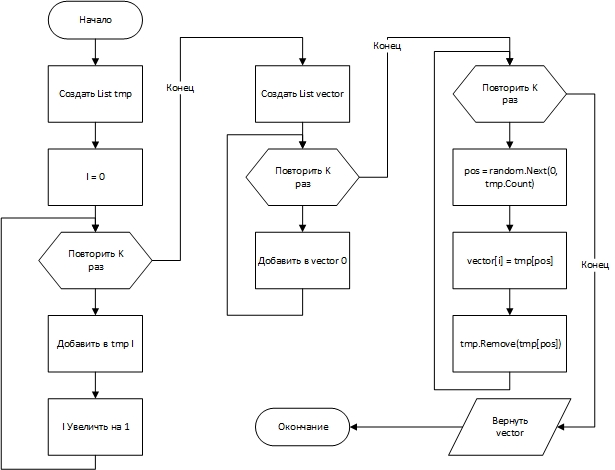 Начало
Создать List tmp
I = 0
Повторить K
раз
Конец
Добавить в tmp I
I Увеличть на 1
Создать List vector
Повторить K
раз
Конец
Добавить в vector 0
Повторить K
раз
Конец
pos = random.Next(0,
tmp.Count)
vector[i] = tmp[pos]
tmp.Remove(tmp[pos])
Вернуть
vector
Окончание